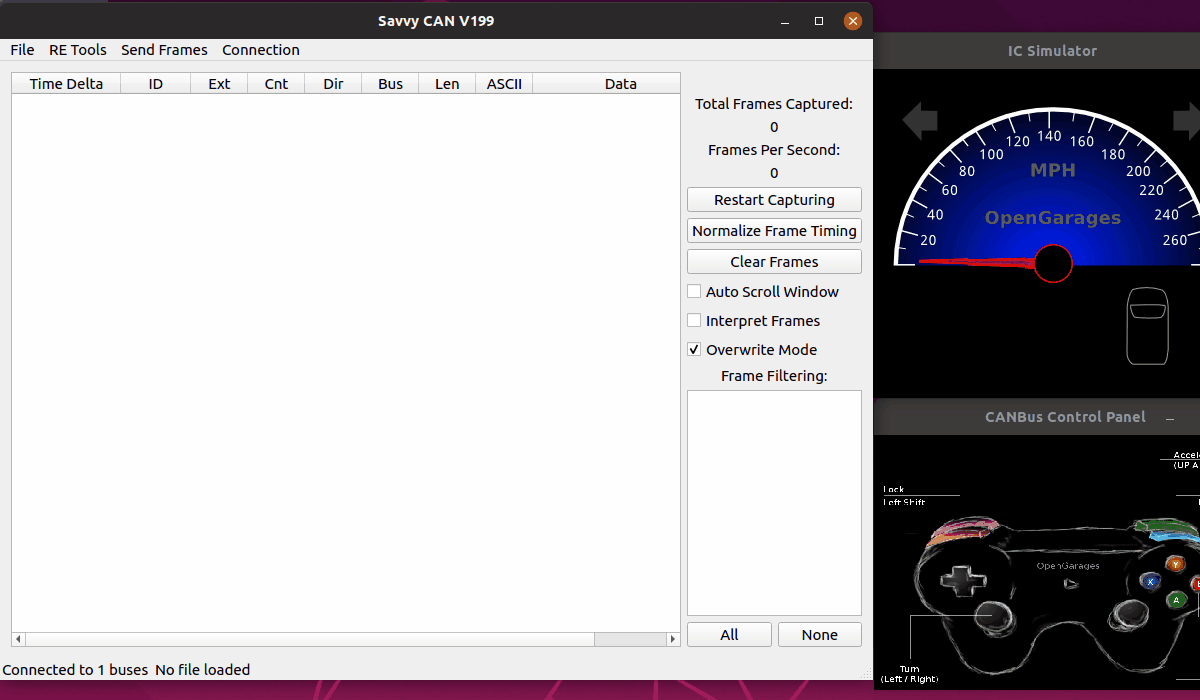 Savvy CAN V199
File RE Tools Send Frames Connection
Time Delta ID Ext Cnt Dir Bus Len ASCII Data
Total Frames Captured:
0
Frames Per Second:
0
Restart Capturing
Normalize Frame Timing
Clear Frames
Auto Scroll Window
Interpret Frames
Overwrite Mode
Frame Filtering:
All None
Connected to 1 buses No file loaded
IC Simulator
20 40 60 80 100 120 140 160 180 200 220 240 260
MPH
OpenGarages
CANBus Control Panel
(UP A
Lock
Left Shift
OpenGarages
Y
X
A
Turn
(Left / Right)